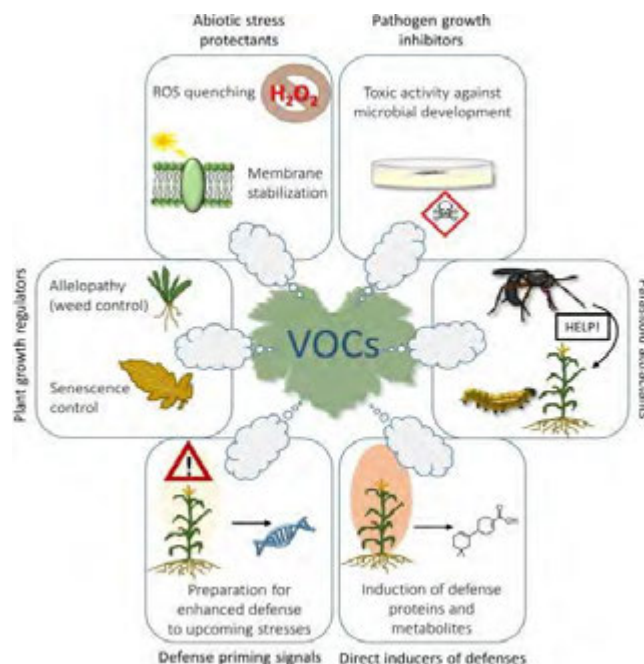 Abiotic stress
protectants
Pathogen growth
inhibitors
ROS quenching
H₂O₂
Membrane
stabilization
Toxic activity against
microbial development
Plant growth regulators
Allelopathy
(weed control)
Senescence
control
VOCs
HELP!
Preparation for
enhanced defense
to upcoming stresses
Induction of defense
proteins and
metabolites
OH
Defense priming signals
Direct inducers of defenses